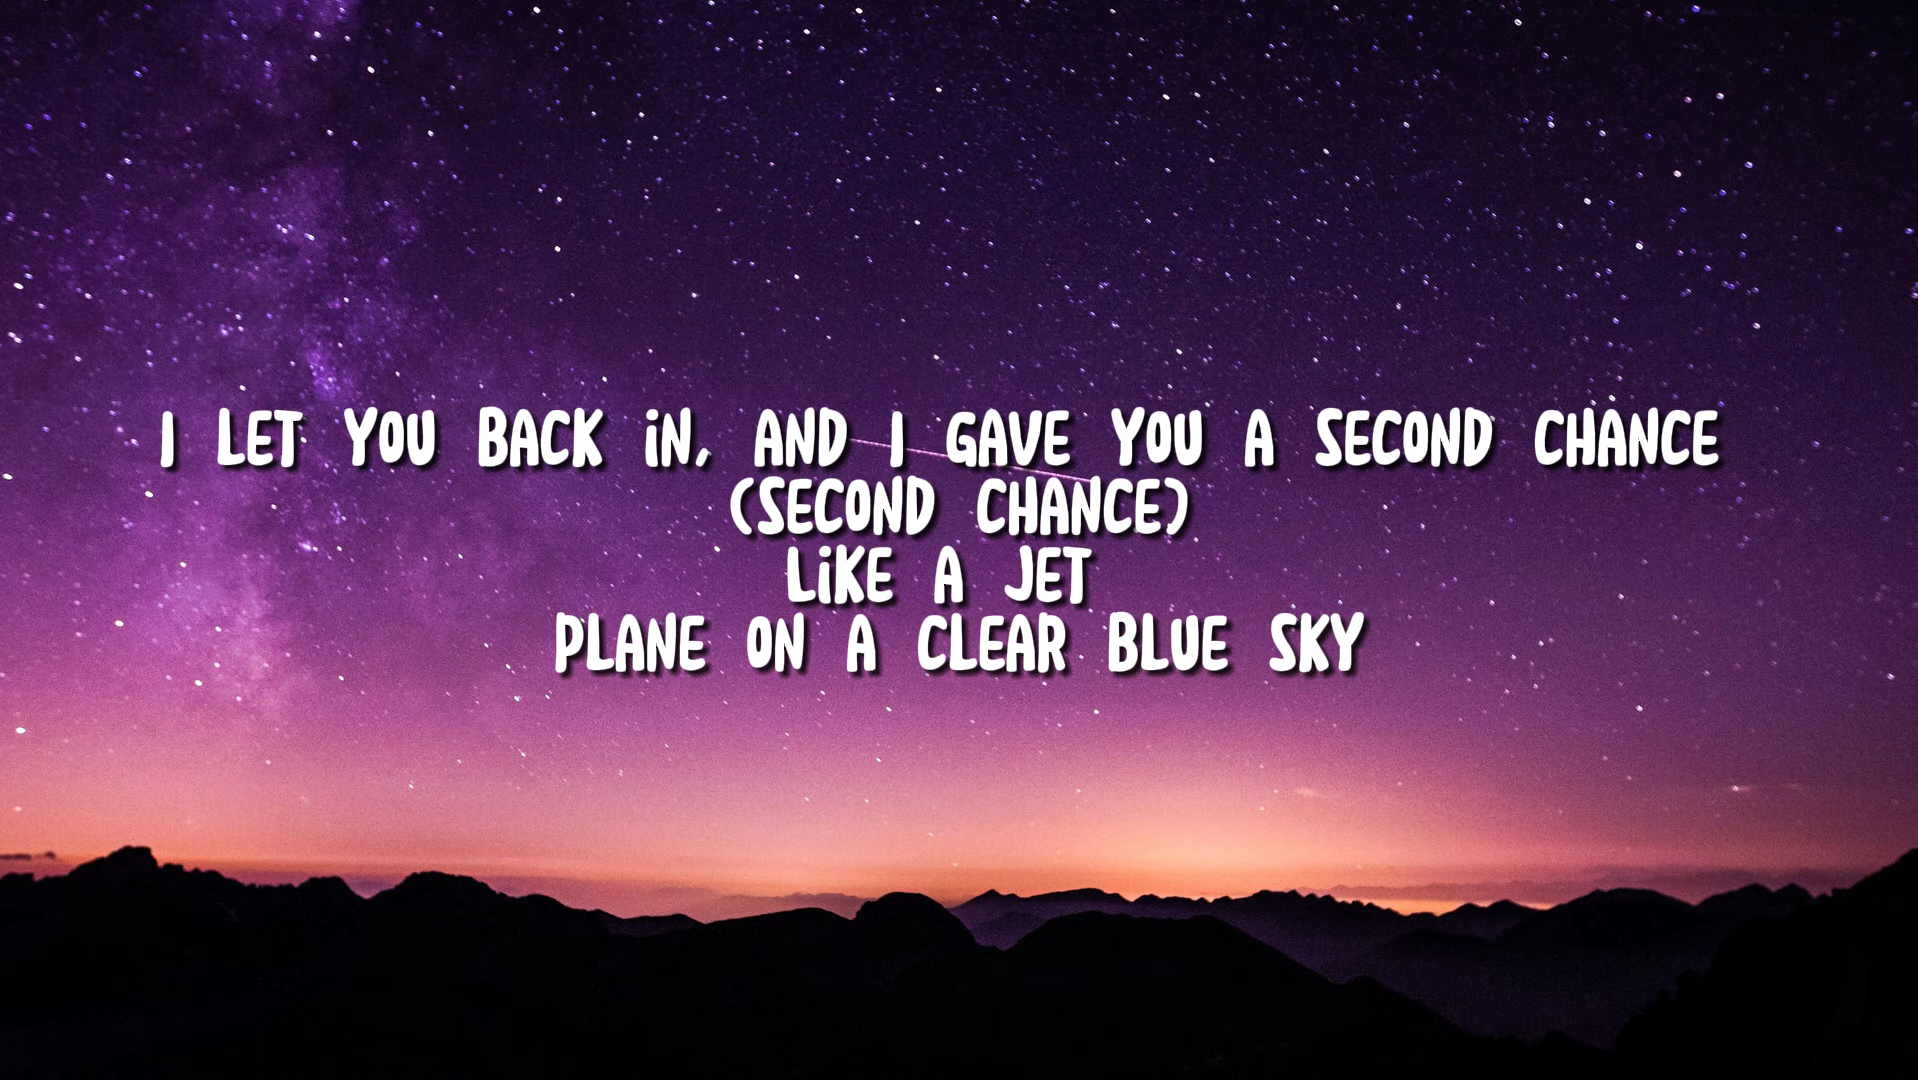 I LET YOU BACK iN, AND I GAVE YOU A SECOND CHANCE
(SECOND CHANCE)
LiKE A JET
PLANE ON A CLEAR BLUE SKY